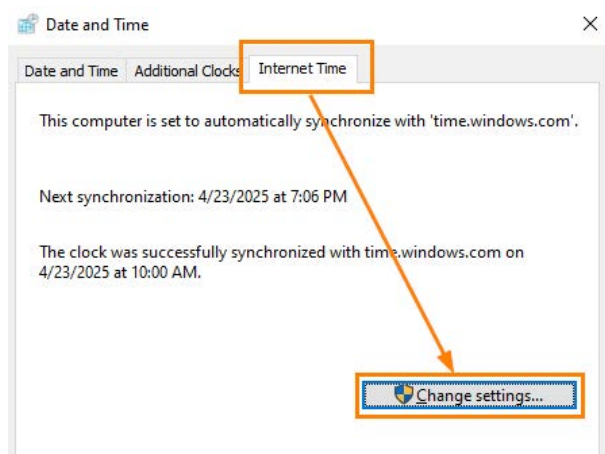 Date and Time
Date and Time Additional Clocks Internet Time
This computer is set to automatically synchronize with 'time.windows.com'.
Next synchronization: 4/23/2025 at 7:06 PM
The clock was successfully synchronized with time.windows.com on
4/23/2025 at 10:00 AM.
Change settings...